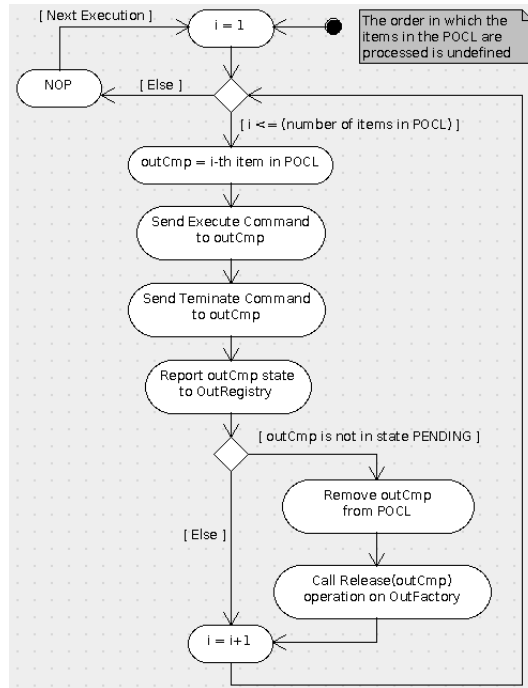 [ Next Execution ]
i = 1
The order in which the
items in the POCL are
processed is undefined
NOP
[ Else ]
[ i <= (number of items in POCL) ]
outCmp = i-th item in POCL
Send Execute Command
to outCmp
Send Teminate Command
to outCmp
Report outCmp state
to OutRegistry
[ outCmp is not in state PENDING ]
Remove outCmp
from POCL
[ Else ]
Call Release(outCmp)
operation on OutFactory
i = i+1